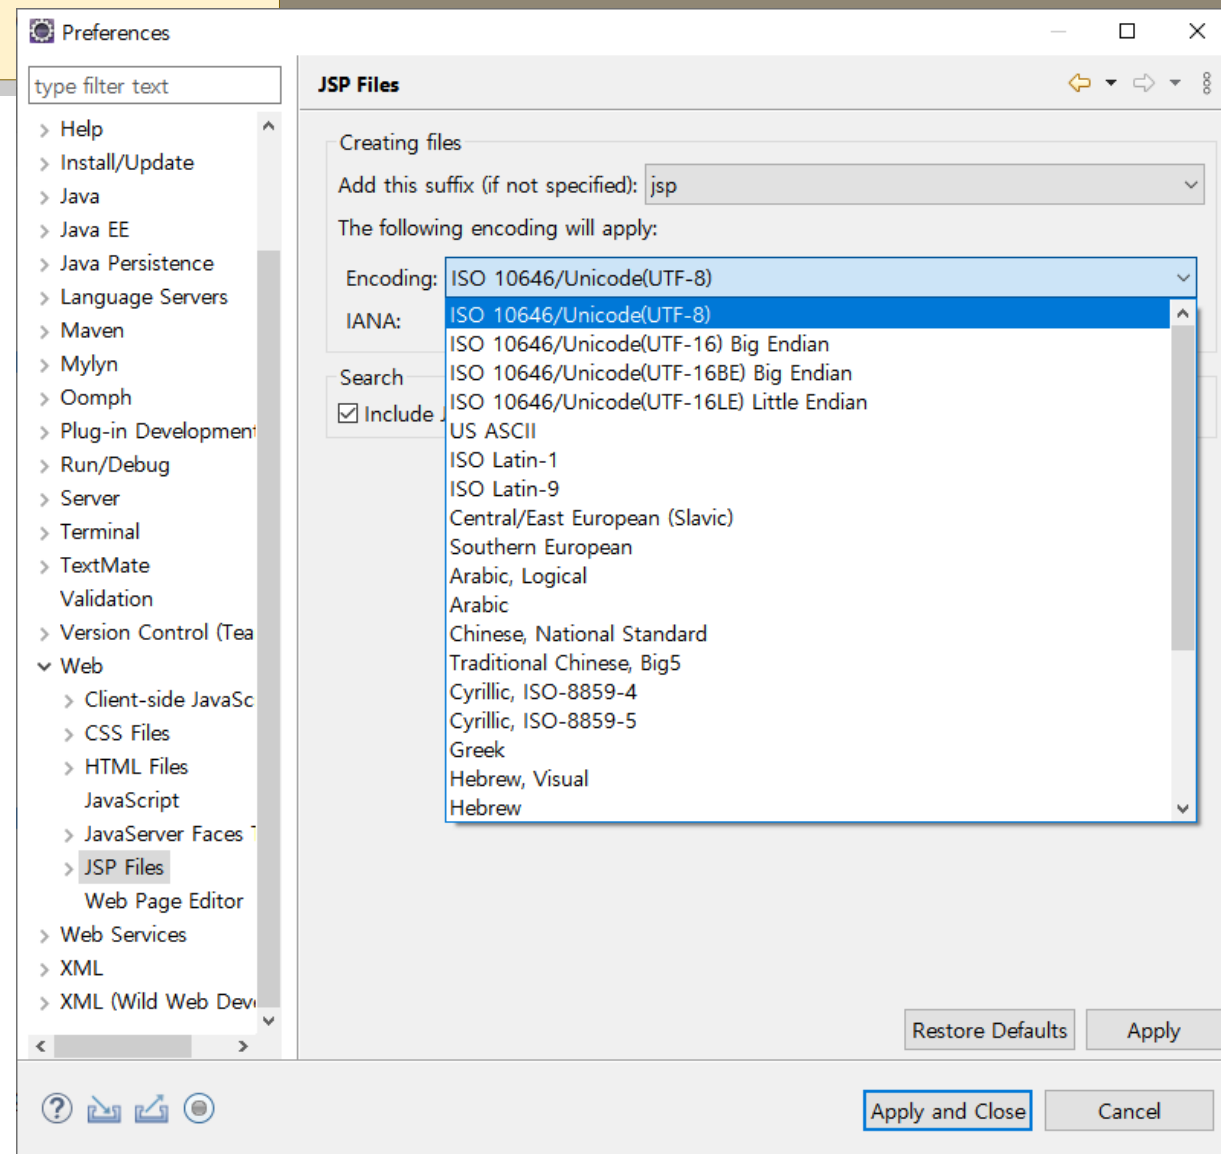 Preferences
type filter text
Help
Install/Update
Java
Java EE
Java Persistence
Language Servers
Maven
Mylyn
Oomph
Plug-in Development
Run/Debug
Server
Terminal
TextMate
Validation
Version Control (Tea
Web
Client-side JavaSc
CSS Files
HTML Files
JavaScript
JavaServer Faces
JSP Files
Web Page Editor
Web Services
XML
XML (Wild Web Dev
JSP Files
Creating files
Add this suffix (if not specified): jsp
The following encoding will apply:
Encoding: ISO 10646/Unicode(UTF-8)
IANA:
Search
Include
ISO 10646/Unicode(UTF-8)
ISO 10646/Unicode(UTF-16) Big Endian
ISO 10646/Unicode(UTF-16BE) Big Endian
ISO 10646/Unicode(UTF-16LE) Little Endian
US ASCII
ISO Latin-1
ISO Latin-9
Central/East European (Slavic)
Southern European
Arabic, Logical
Arabic
Chinese, National Standard
Traditional Chinese, Big5
Cyrillic, ISO-8859-4
Cyrillic, ISO-8859-5
Greek
Hebrew, Visual
Hebrew
Restore Defaults
Apply
Apply and Close
Cancel